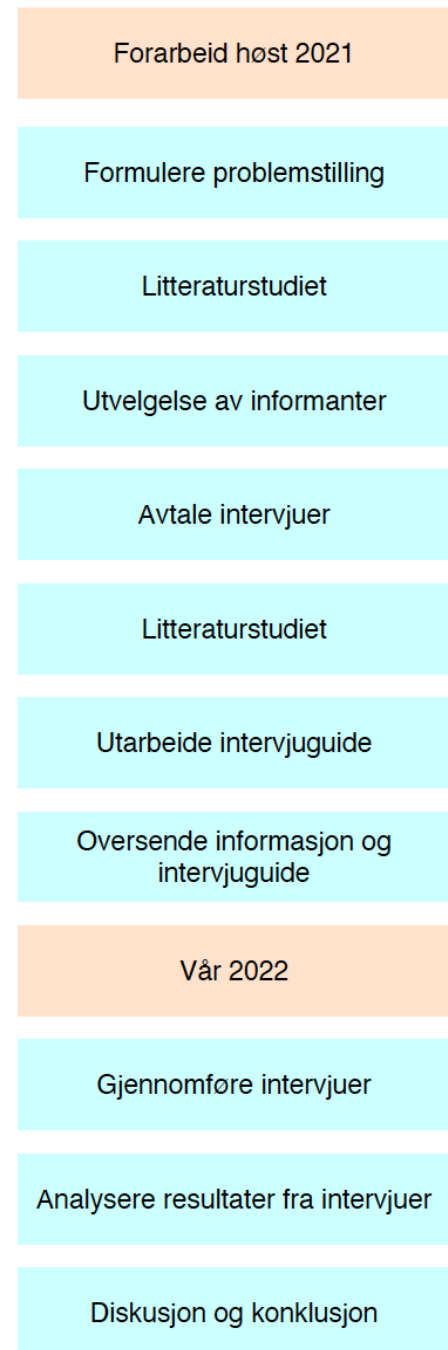 Forarbeid høst 2021
Formulere problemstilling
Litteraturstudiet
Utvelgelse av informanter
Avtale intervjuer
Litteraturstudiet
Utarbeide intervjuguide
Oversende informasjon og
intervjuguide
Vår 2022
Gjennomføre intervjuer
Analysere resultater fra intervjuer
Diskusjon og konklusjon